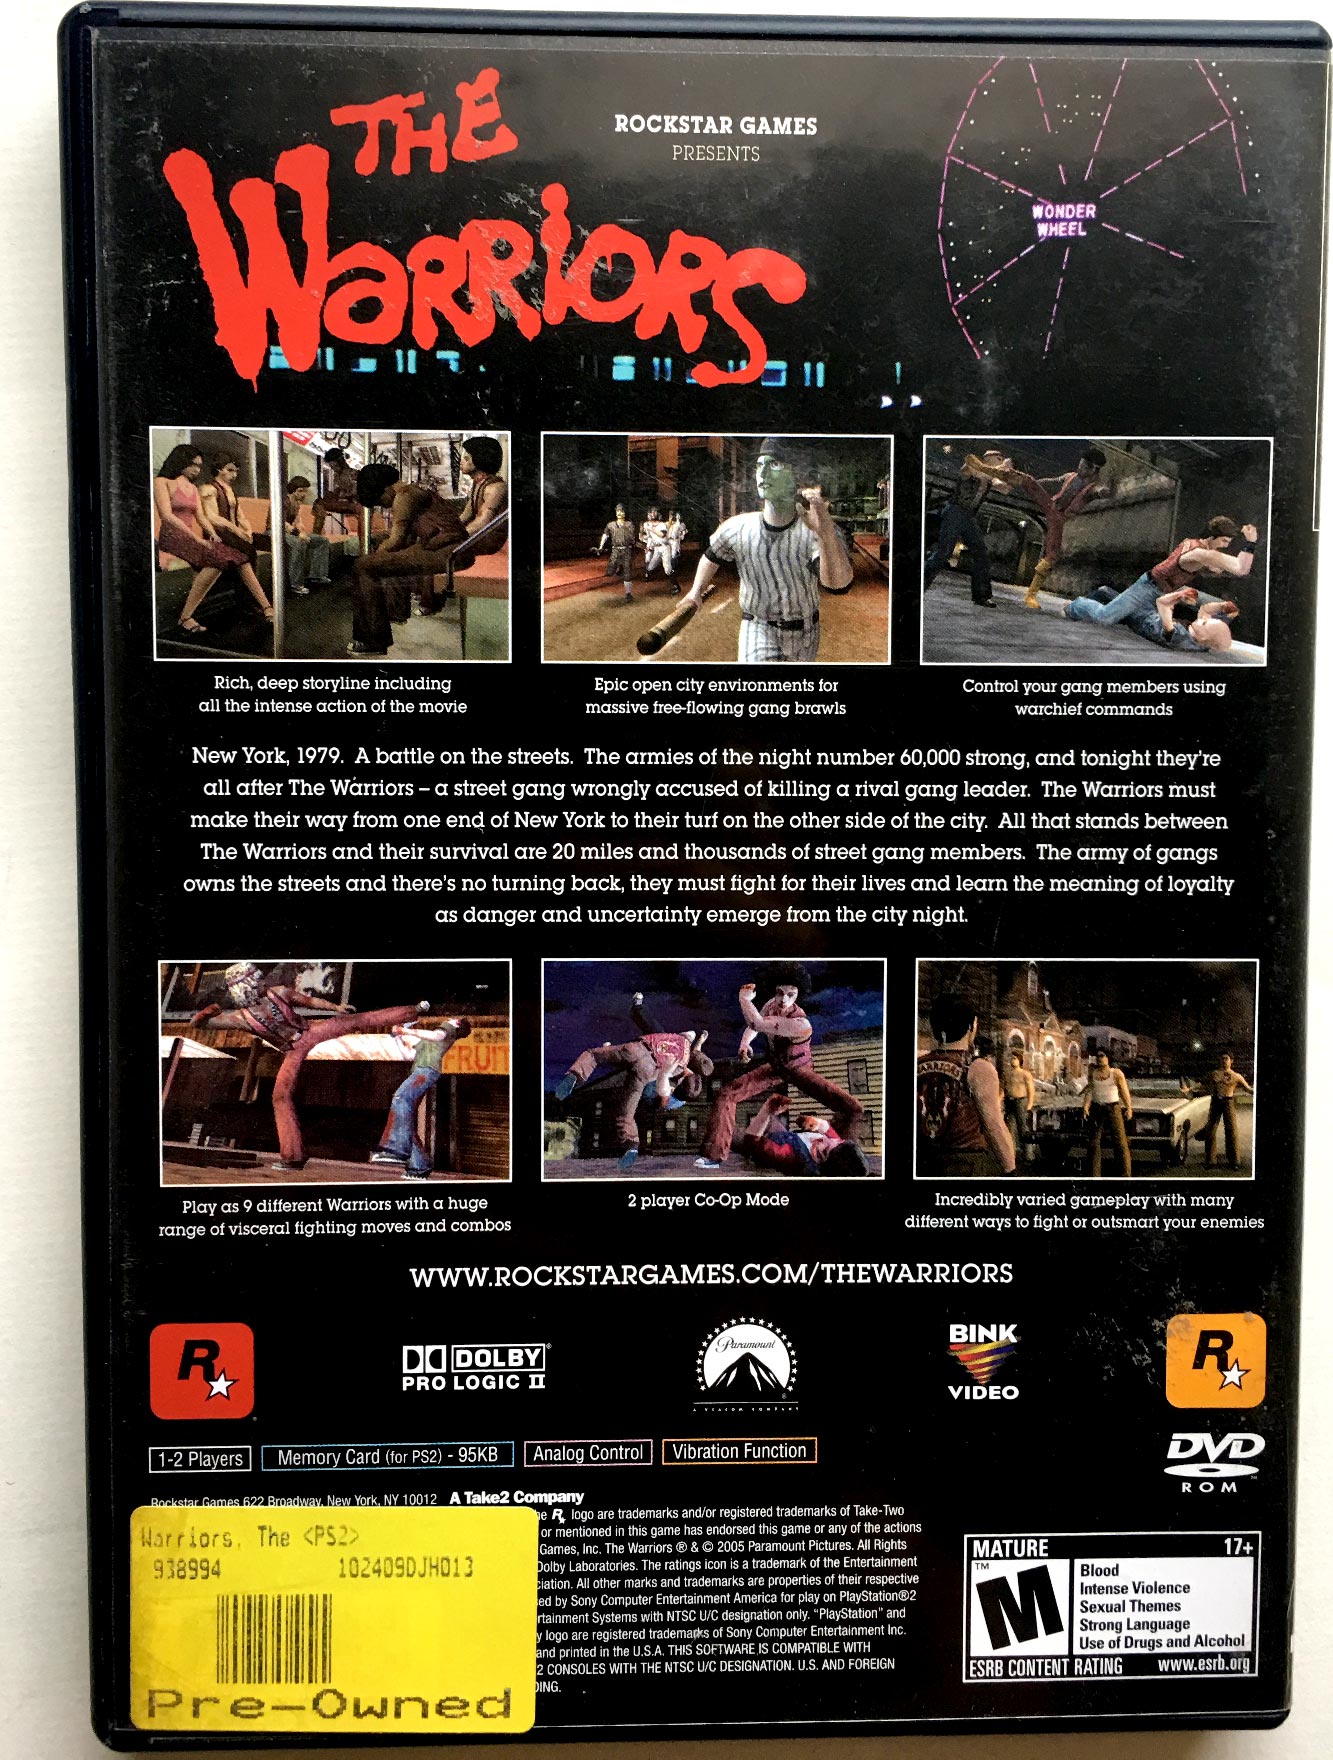 THE
WARRIORS
ROCKSTAR GAMES
PRESENTS
WONDER
WHEEL
Rich, deep storyline including
all the intense action of the movie
Epic open city environments for
massive free-flowing gang brawls
Control your gang members using
warchief commands
New York, 1979. A battle on the streets. The armies of the night number 60,000 strong, and tonight they're
all after The Warriors – a street gang wrongly accused of killing a rival gang leader. The Warriors must
make their way from one end of New York to their turf on the other side of the city. All that stands between
The Warriors and their survival are 20 miles and thousands of street gang members. The army of gangs
owns the streets and there's no turning back, they must fight for their lives and learn the meaning of loyalty
as danger and uncertainty emerge from the city night.
FRUIT
WARRIORS
Play as 9 different Warriors with a huge
range of visceral fighting moves and combos
2 player Co-Op Mode
Incredibly varied gameplay with many
different ways to fight or outsmart your enemies
WWW.ROCKSTARGAMES.COM/THEWARRIORS
R
DOLBY
PRO LOGIC II
Paramount
A VIACOM COMPANY
BINK
VIDEO
R
1-2 Players
Memory Card (for PS2) - 95KB
Analog Control
Vibration Function
DVD
ROM
Rockstar Games 622 Broadway, New York, NY 10012 A Take2 Company
he R logo are trademarks and/or registered trademarks of Take-Two
or mentioned in this game has endorsed this game or any of the actions
Games, Inc. The Warriors ® & © 2005 Paramount Pictures. All Rights
Dolby Laboratories. The ratings icon is a trademark of the Entertainment
ciation. All other marks and trademarks are properties of their respective
ed by Sony Computer Entertainment America for play on PlayStation®2
rtainment Systems with NTSC U/C designation only. "PlayStation" and
y logo are registered trademarks of Sony Computer Entertainment Inc.
and printed in the U.S.A. THIS SOFTWARE IS COMPATIBLE WITH
2 CONSOLES WITH THE NTSC U/C DESIGNATION. U.S. AND FOREIGN
DING.
Warriors, The <PS2>
938994 102409DJH013
Pre-Owned
MATURE 17+
M
TM
Blood
Intense Violence
Sexual Themes
Strong Language
Use of Drugs and Alcohol
ESRB CONTENT RATING www.esrb.org